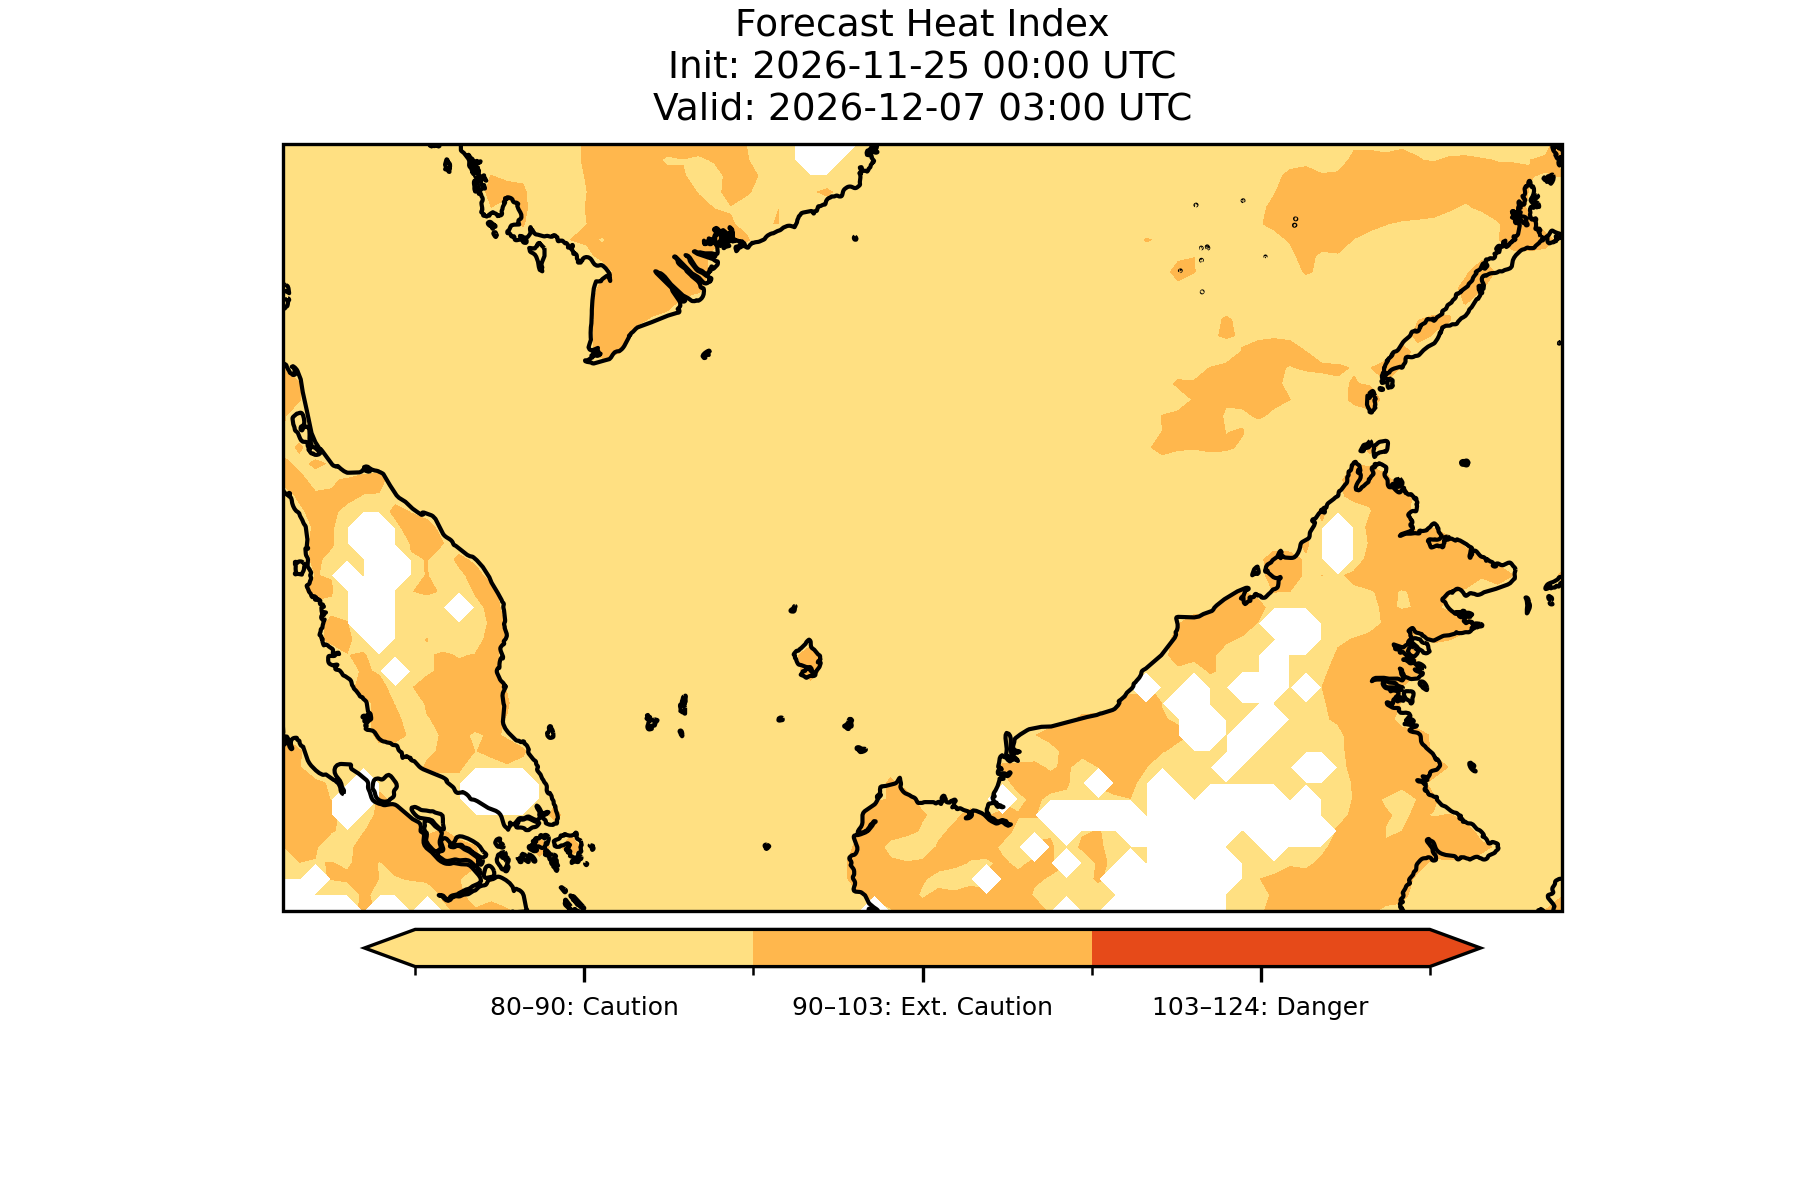 Forecast Heat Index
Init: 2026-11-25 00:00 UTC
Valid: 2026-12-07 03:00 UTC
80–90: Caution
90–103: Ext. Caution
103–124: Danger